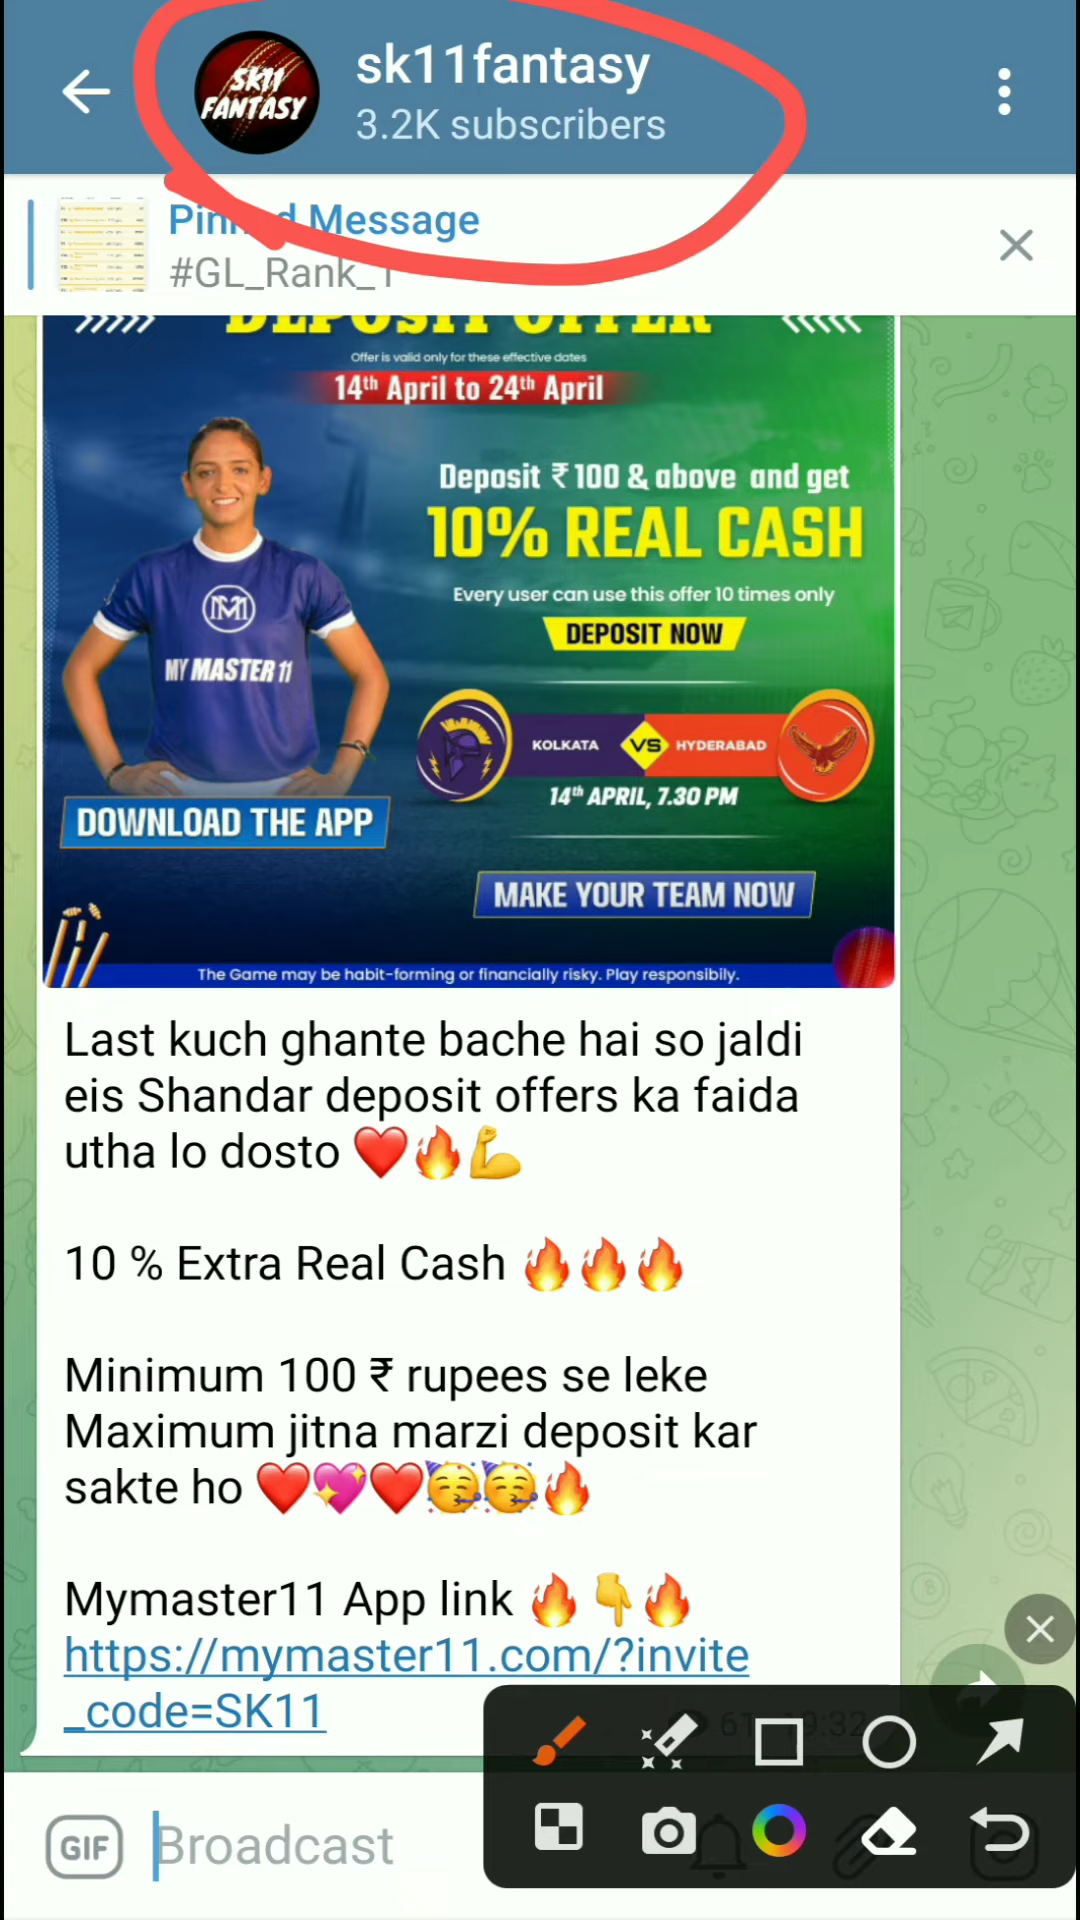 SK11
FANTASY
sk11fantasy
3.2K subscribers
Pinned Message
#GL_Rank_1
DEPOSIT OFFER
Offer is valid only for these effective dates
14th April to 24th April
Deposit ₹100 & above and get
10% REAL CASH
Every user can use this offer 10 times only
DEPOSIT NOW
MY MASTER 11
KOLKATA VS HYDERABAD
14th APRIL, 7.30 PM
DOWNLOAD THE APP
MAKE YOUR TEAM NOW
The Game may be habit-forming or financially risky. Play responsibily.
Last kuch ghante bache hai so jaldi
eis Shandar deposit offers ka faida
utha lo dosto ❤️🔥💪
10 % Extra Real Cash 🔥🔥🔥
Minimum 100 ₹ rupees se leke
Maximum jitna marzi deposit kar
sakte ho ❤️💖❤️🥳🥳🔥
Mymaster11 App link 🔥👇🔥
https://mymaster11.com/?invite
_code=SK11
GIF Broadcast